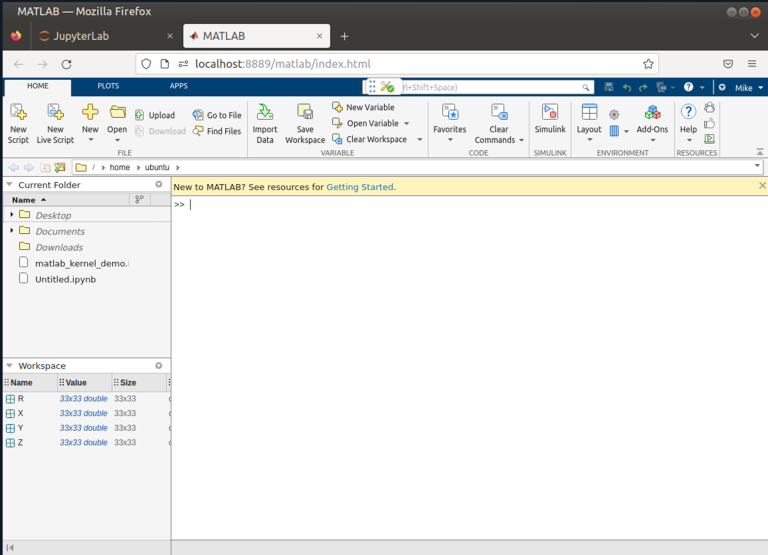 MATLAB — Mozilla Firefox
JupyterLab
MATLAB
localhost:8889/matlab/index.html
HOME PLOTS APPS
rl+Shift+Space)
Mike
New Script
New Live Script
New
Open
Upload
Download
Go to File
Find Files
FILE
Import Data
Save Workspace
New Variable
Open Variable
Clear Workspace
VARIABLE
Favorites
Clear Commands
CODE
Simulink
SIMULINK
Layout
Add-Ons
ENVIRONMENT
Help
RESOURCES
/ › home › ubuntu ›
Current Folder
Name
Desktop
Documents
Downloads
matlab_kernel_demo.i
Untitled.ipynb
New to MATLAB? See resources for Getting Started.
>>
Workspace
Name Value Size
R 33x33 double 33x33
X 33x33 double 33x33
Y 33x33 double 33x33
Z 33x33 double 33x33